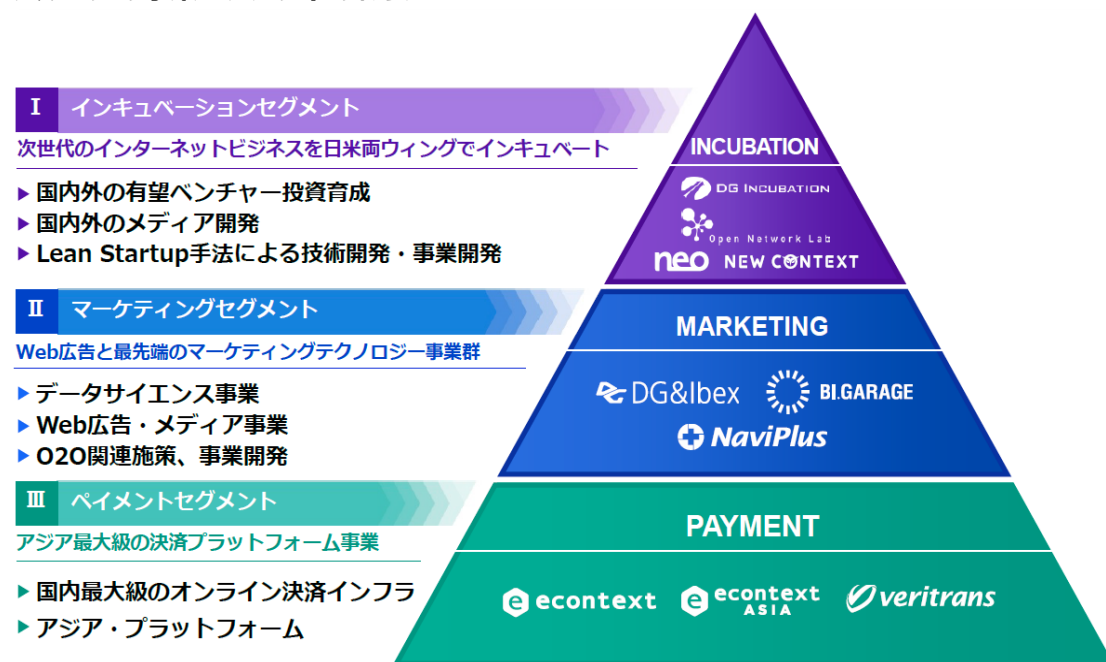 Ⅰ インキュベーションセグメント
次世代のインターネットビジネスを日米両ウィングでインキュベート
▶ 国内外の有望ベンチャー投資育成
▶ 国内外のメディア開発
▶ Lean Startup手法による技術開発・事業開発
INCUBATION
DG INCUBATION
Open Network Lab
neo NEW CONTEXT
Ⅱ マーケティングセグメント
Web広告と最先端のマーケティングテクノロジー事業群
▶ データサイエンス事業
▶ Web広告・メディア事業
▶ O2O関連施策、事業開発
MARKETING
DG&Ibex BI.GARAGE
NaviPlus
Ⅲ ペイメントセグメント
アジア最大級の決済プラットフォーム事業
▶ 国内最大級のオンライン決済インフラ
▶ アジア・プラットフォーム
PAYMENT
econtext econtext ASIA veritrans